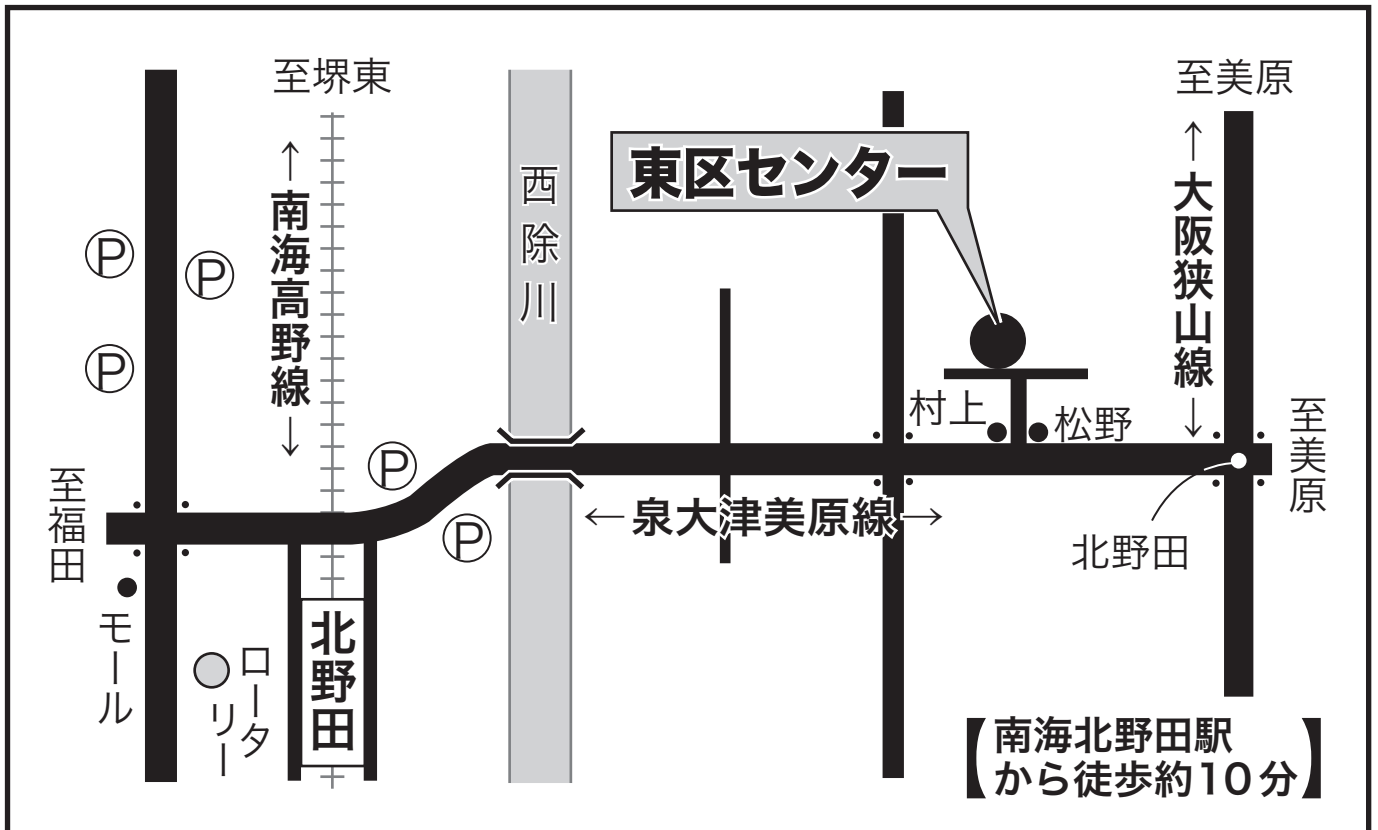 至堺東
至美原
東区センター
↑南海高野線↓
西除川
↑大阪狭山線↓
Ⓟ
Ⓟ
Ⓟ
村上
松野
至美原
Ⓟ
至福田
Ⓟ
←泉大津美原線→
北野田
モール
ロータ
リー
北野田
【南海北野田駅
から徒歩約10分】